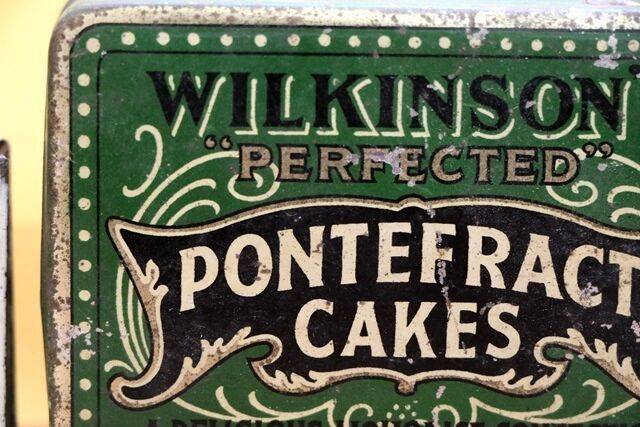 WILKINSON'
"PERFECTED"
PONTEFRACT
CAKES